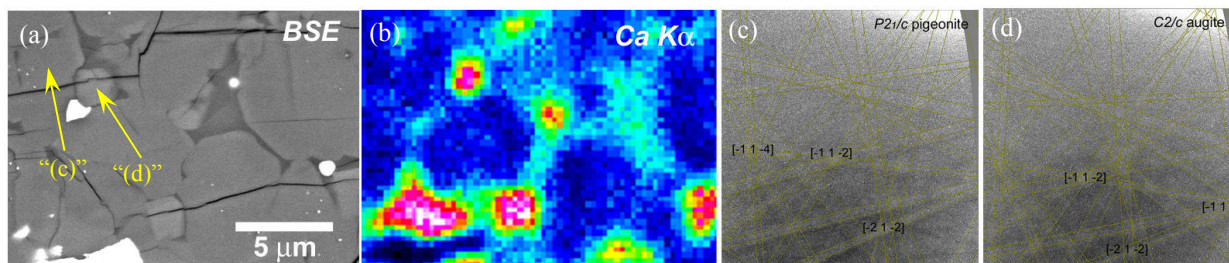 (a)
BSE
"(c)"
"(d)"
5 μm
(b)
Ca Kα
(c)
P2₁/c pigeonite
[-1 1 -4]
[-1 1 -2]
[-2 1 -2]
(d)
C2/c augite
[-1 1 -2]
[-1 1
[-2 1 -2]